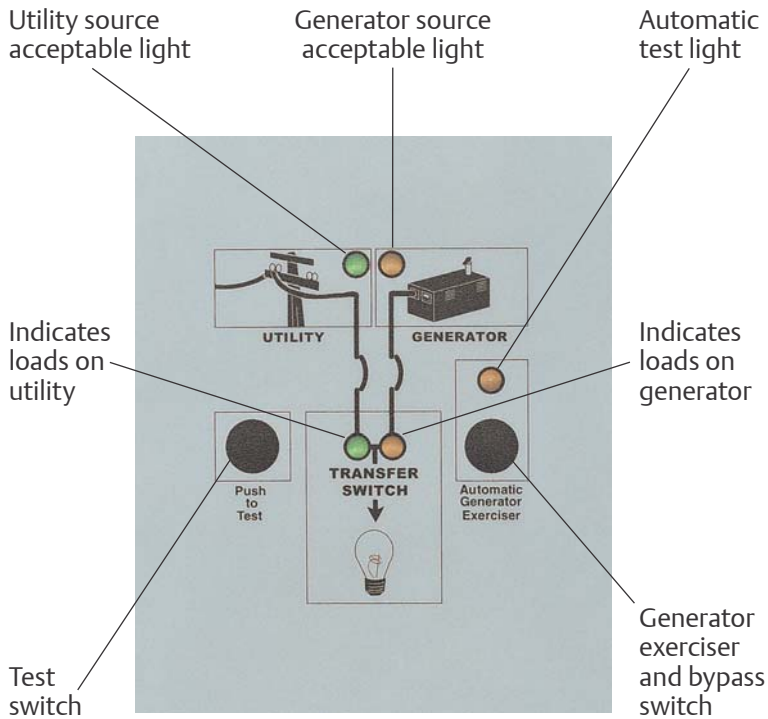 Utility source
acceptable light
Generator source
acceptable light
Automatic
test light
UTILITY
GENERATOR
Indicates
loads on
utility
Indicates
loads on
generator
TRANSFER
SWITCH
Push
to
Test
Automatic
Generator
Exerciser
Test
switch
Generator
exerciser
and bypass
switch